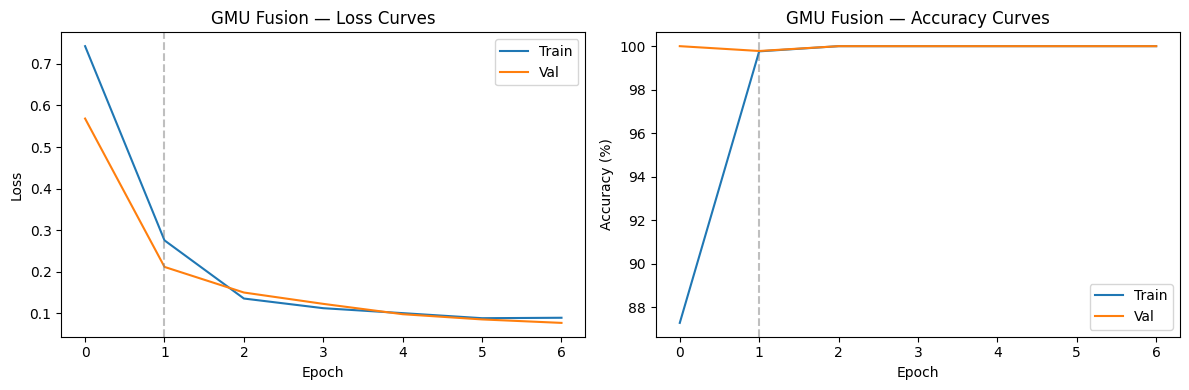 GMU Fusion — Loss Curves
Loss
0.7
0.6
0.5
0.4
0.3
0.2
0.1
Train
Val
0 1 2 3 4 5 6
Epoch
GMU Fusion — Accuracy Curves
Accuracy (%)
100
98
96
94
92
90
88
Train
Val
0 1 2 3 4 5 6
Epoch